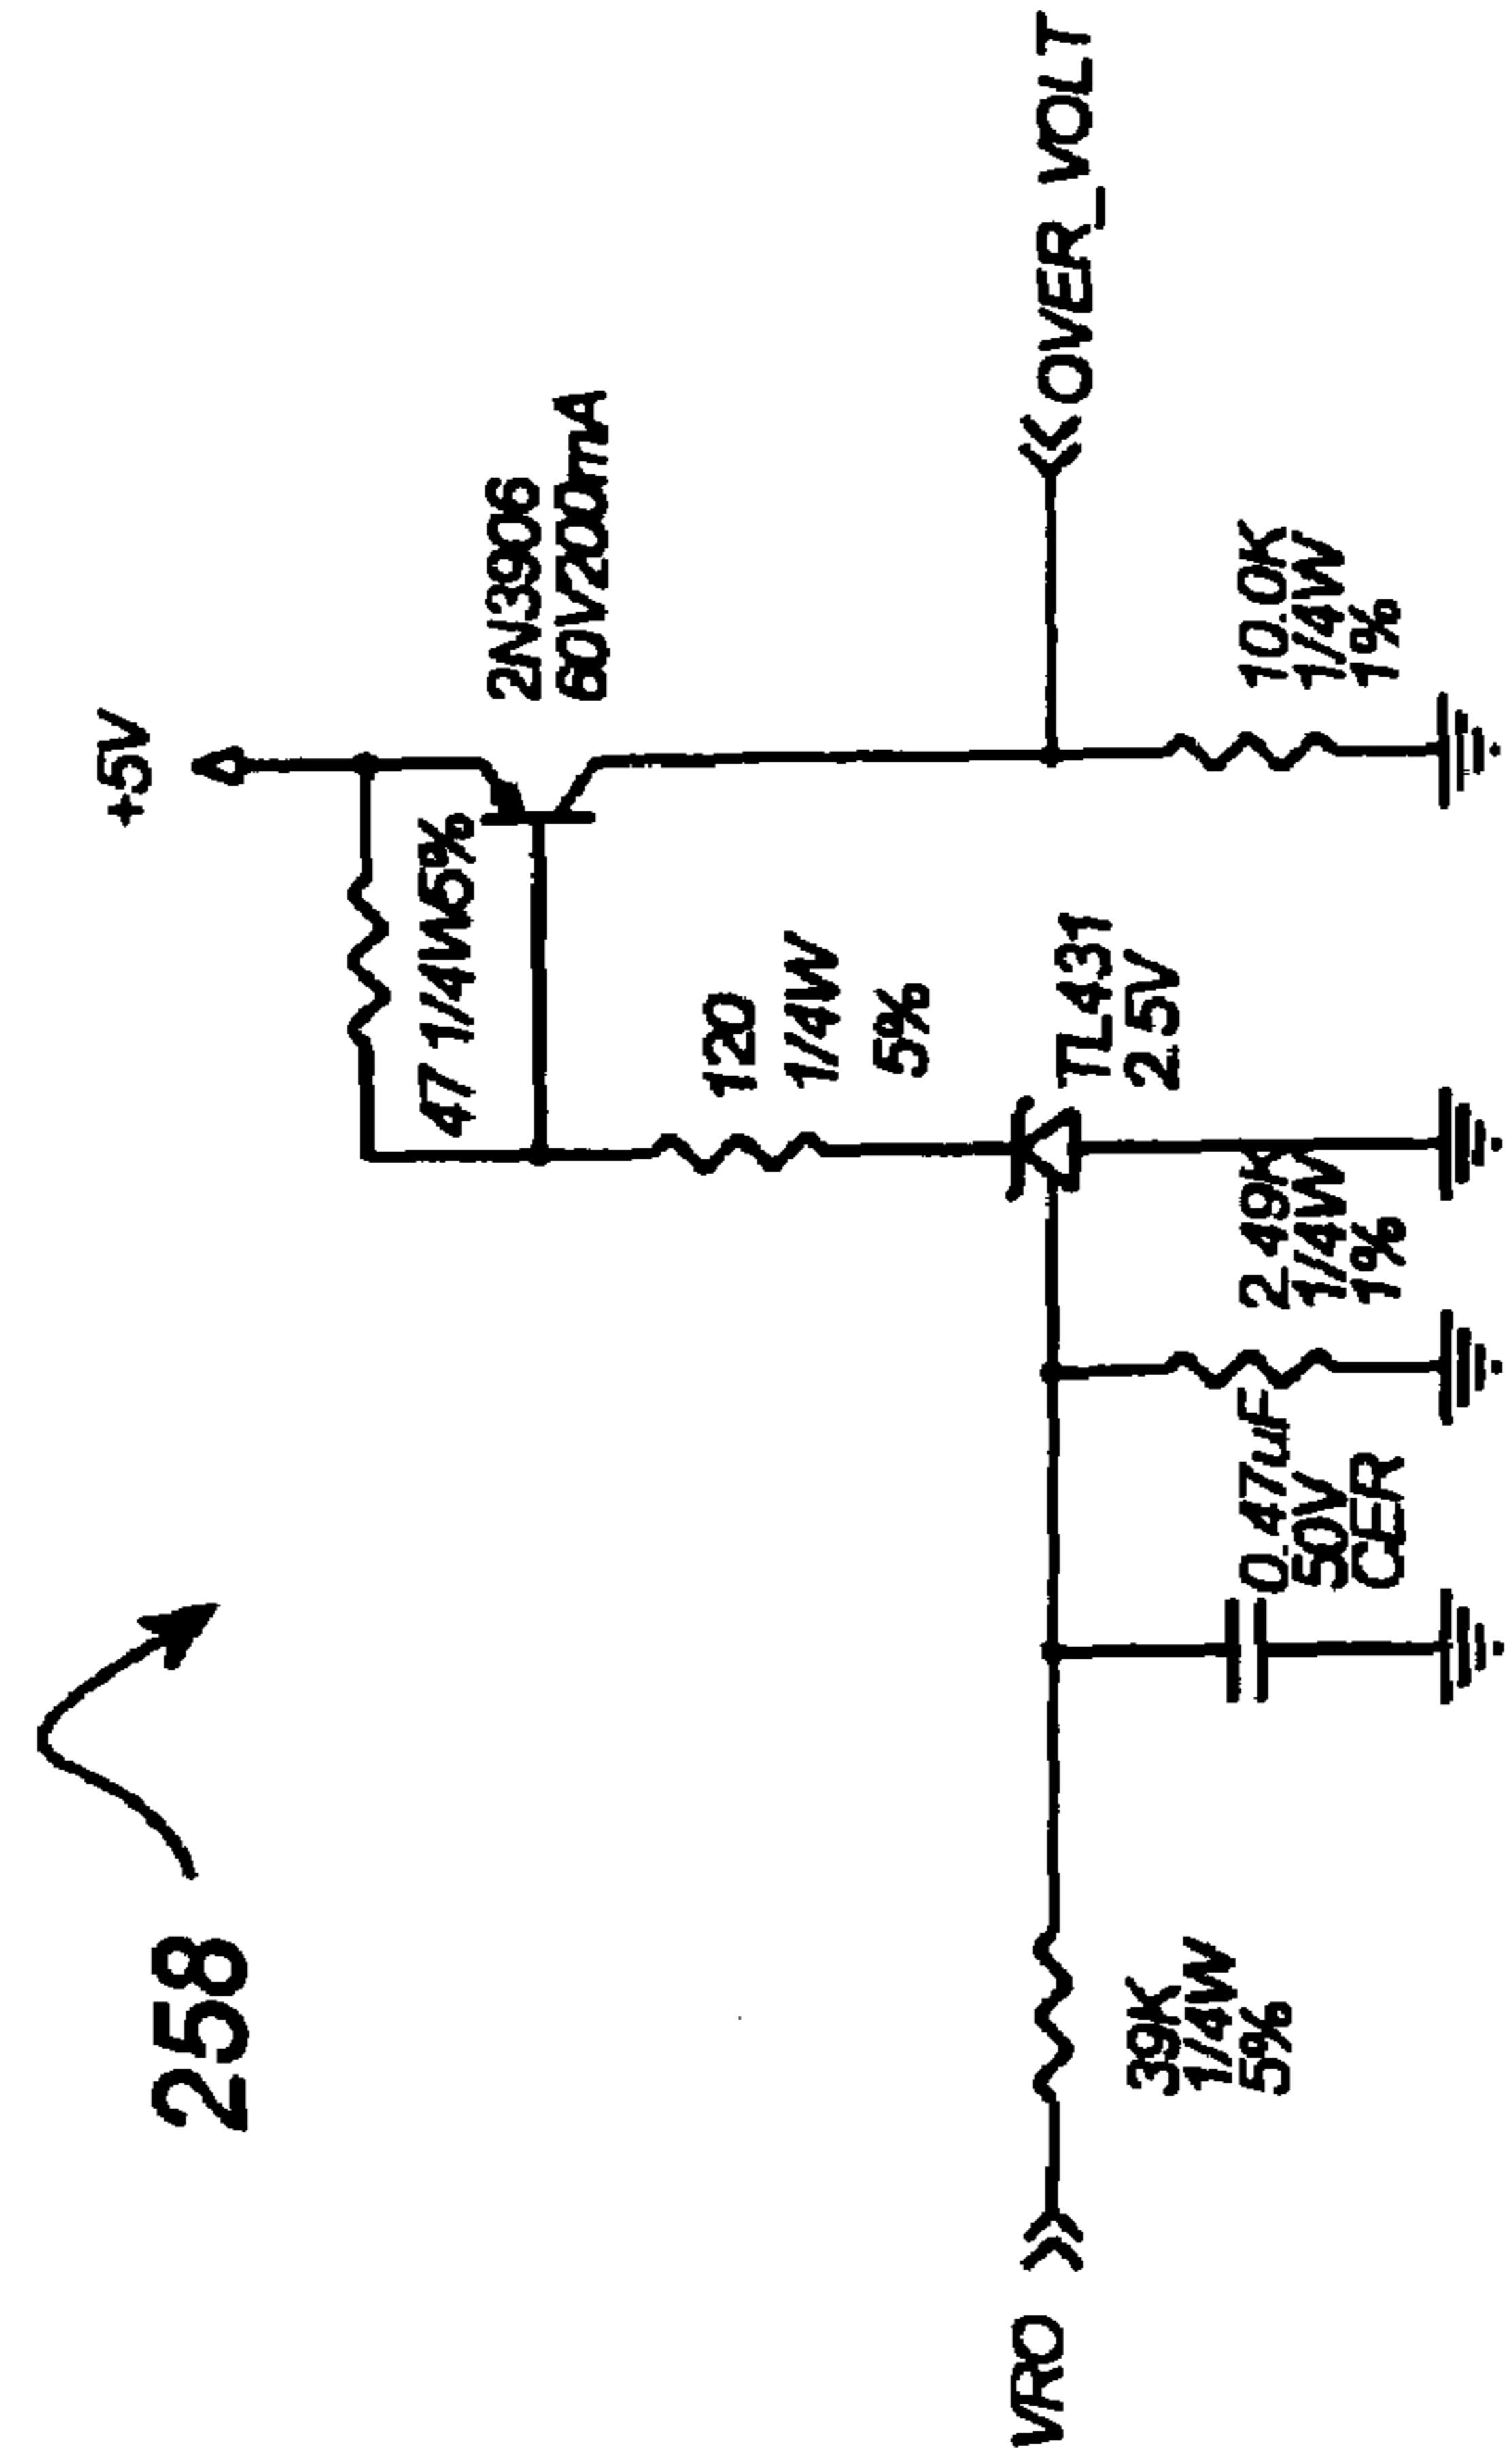 +5V
2N3906
60V200mA
47 1/4W5%
120
1/4W
5%
258
TL431
2.5V
VRO
OVER_VOLT
39K
1/4W
5%
0.47uF
50V
CER
2.49K
1/4W
1%
10.0K
1/4W
1%